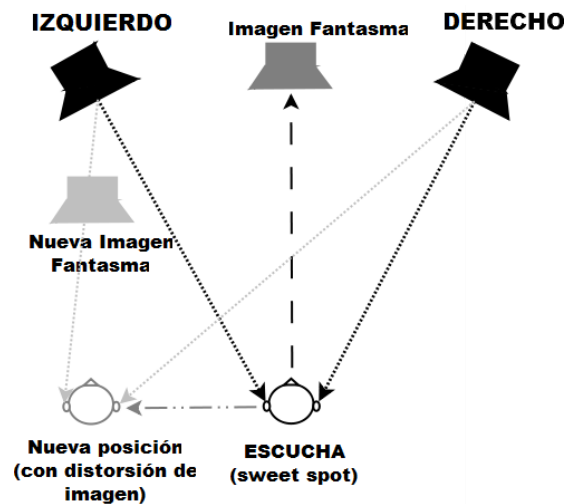 IZQUIERDO
Imagen Fantasma
DERECHO
Nueva Imagen
Fantasma
Nueva posición
(con distorsión de
imagen)
ESCUCHA
(sweet spot)